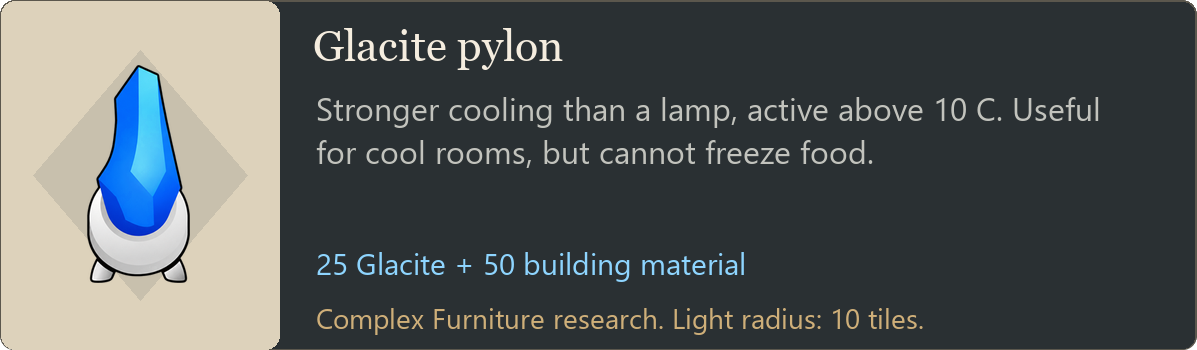 Glacite pylon
Stronger cooling than a lamp, active above 10 C. Useful
for cool rooms, but cannot freeze food.
25 Glacite + 50 building material
Complex Furniture research. Light radius: 10 tiles.